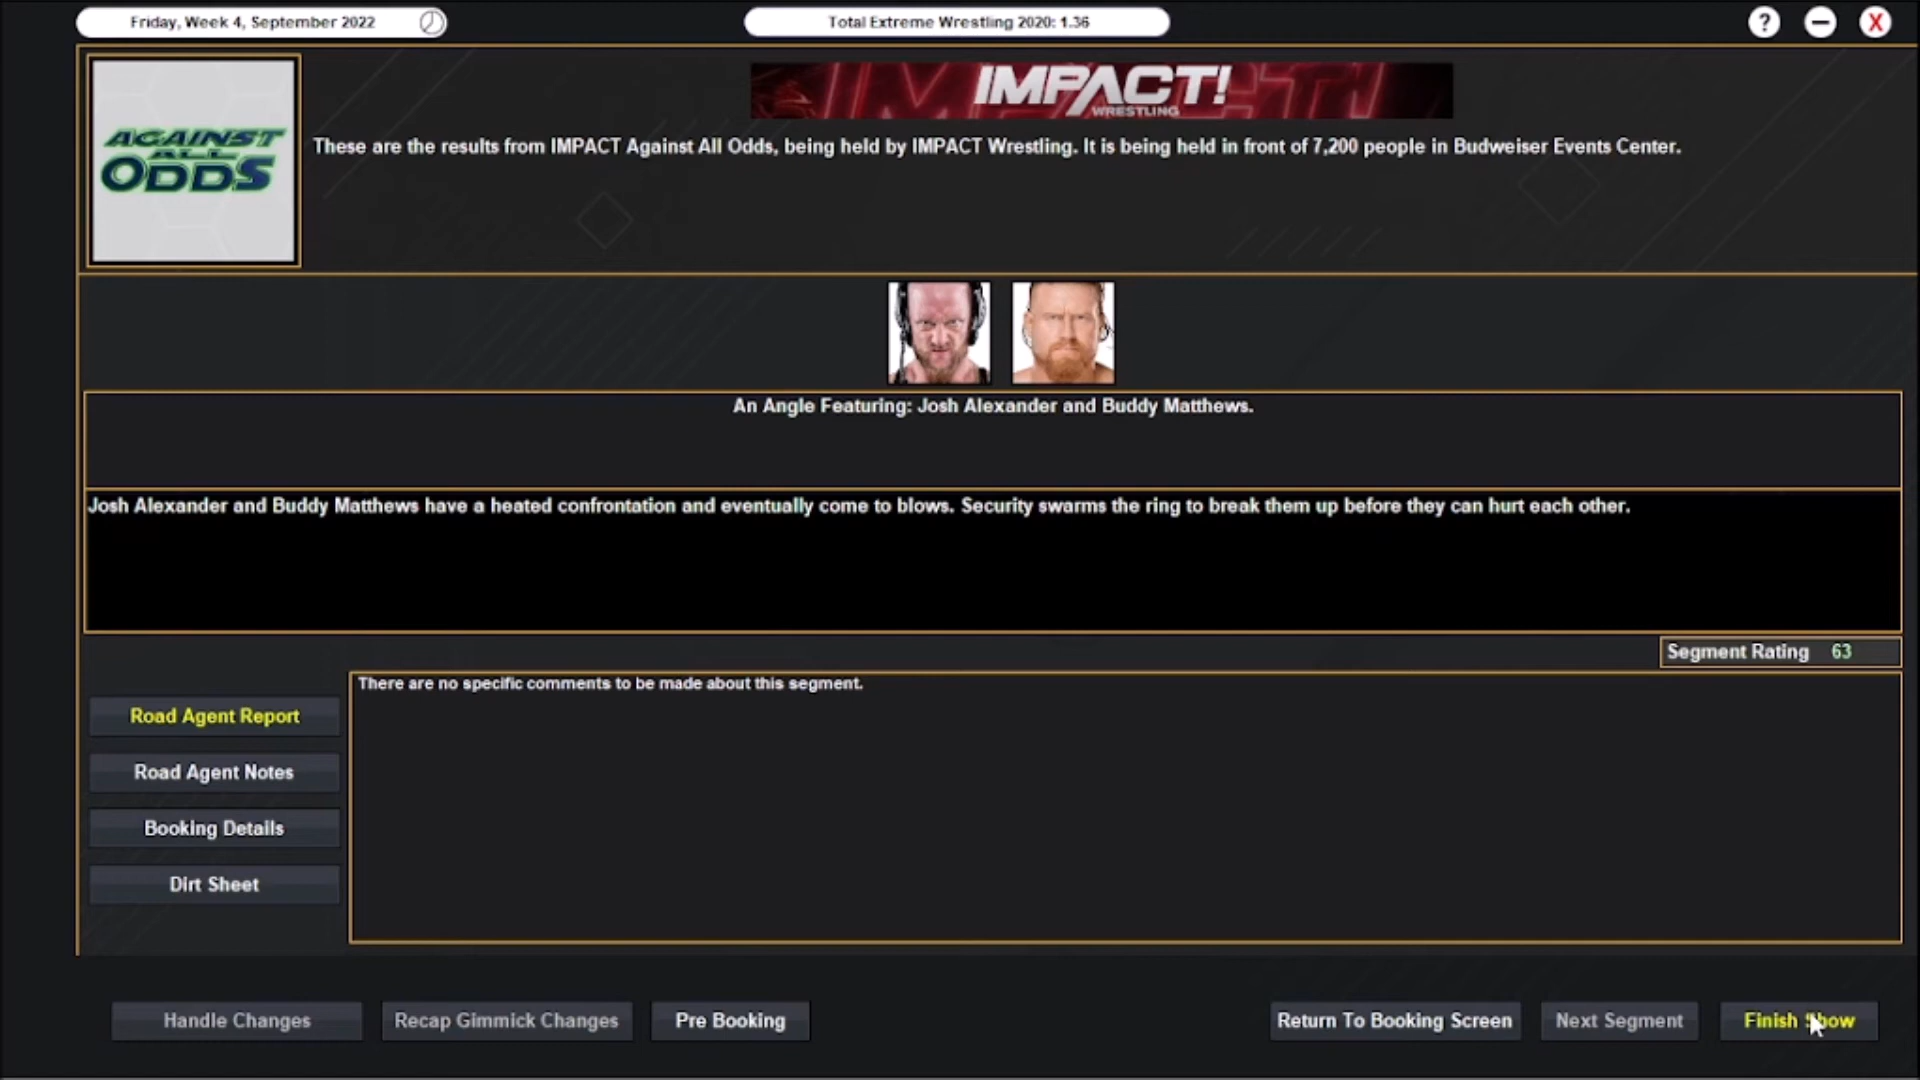 Friday, Week 4, September 2022
Total Extreme Wrestling 2020: 1.36
?
X
IMPACT!
WRESTLING
AGAINST
ALL
ODDS
These are the results from IMPACT Against All Odds, being held by IMPACT Wrestling. It is being held in front of 7,200 people in Budweiser Events Center.
An Angle Featuring: Josh Alexander and Buddy Matthews.
Josh Alexander and Buddy Matthews have a heated confrontation and eventually come to blows. Security swarms the ring to break them up before they can hurt each other.
Segment Rating 63
There are no specific comments to be made about this segment.
Road Agent Report
Road Agent Notes
Booking Details
Dirt Sheet
Handle Changes
Recap Gimmick Changes
Pre Booking
Return To Booking Screen
Next Segment
Finish Show